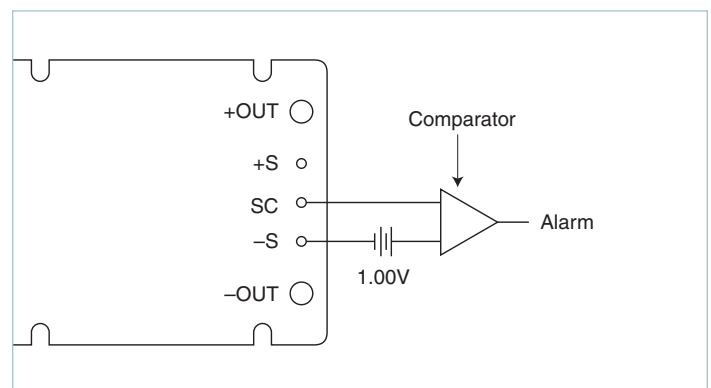 +OUT
Comparator
+S
SC
Alarm
–S
1.00V
–OUT